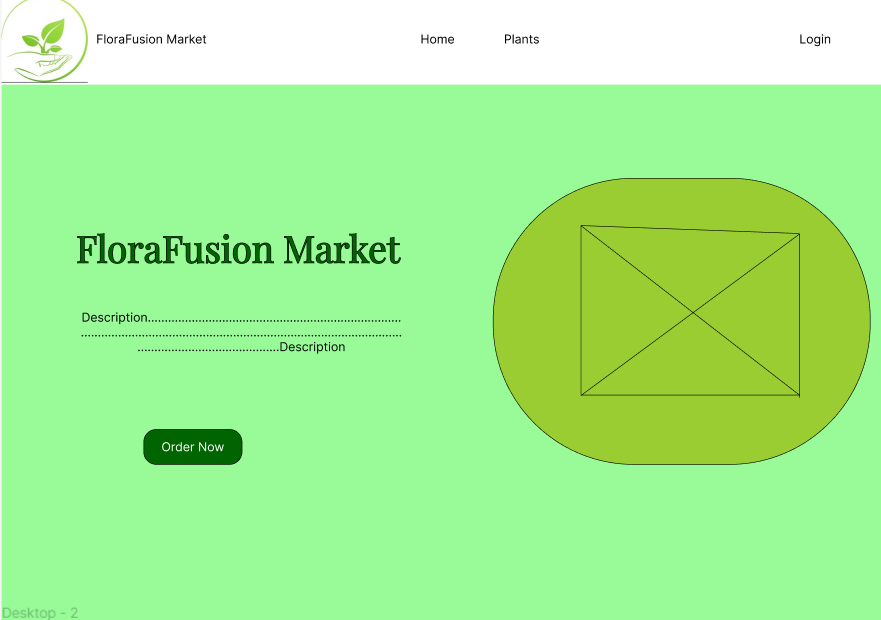 FloraFusion Market
Home
Plants
Login
FloraFusion Market
Description............................................................................
................................................................................................
...........................................Description
Order Now
Desktop - 2